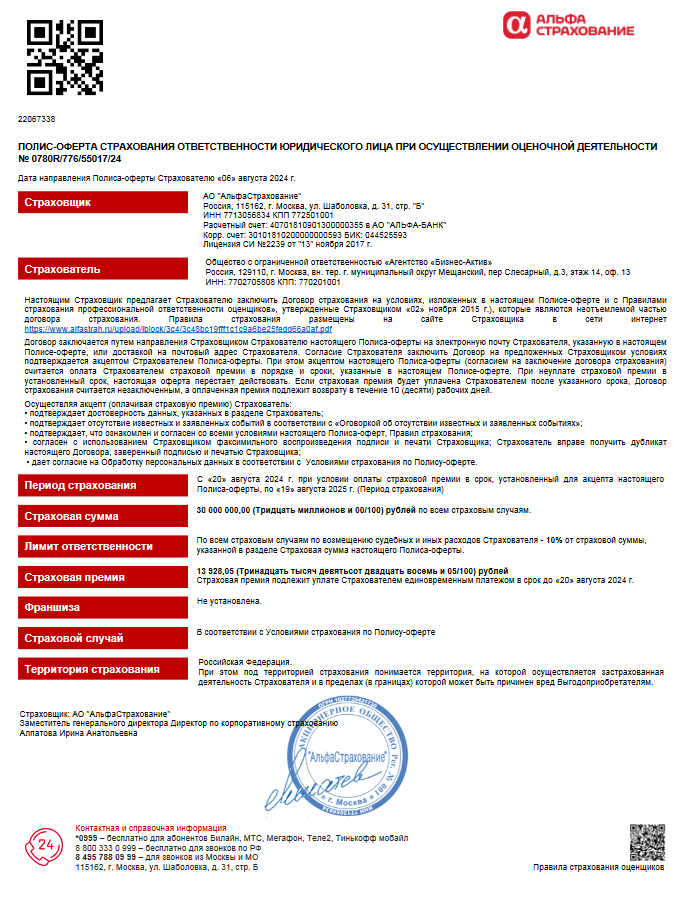 АЛЬФА
СТРАХОВАНИЕ
22067338
ПОЛИС-ОФЕРТА СТРАХОВАНИЯ ОТВЕТСТВЕННОСТИ ЮРИДИЧЕСКОГО ЛИЦА ПРИ ОСУЩЕСТВЛЕНИИ ОЦЕНОЧНОЙ ДЕЯТЕЛЬНОСТИ
№ 0780R/776/55017/24
Дата направления Полиса-оферты Страхователю «06» августа 2024 г.
Страховщик
АО "АльфаСтрахование"
Россия, 115162, г. Москва, ул. Шаболовка, д. 31, стр. "Б"
ИНН 7713056834 КПП 772501001
Расчетный счет: 40701810901300000355 в АО "АЛЬФА-БАНК"
Корр. счет: 30101810200000000593 БИК: 044525593
Лицензия СИ №2239 от "13" ноября 2017 г.
Страхователь
Общество с ограниченной ответственностью «Агентство «Бизнес-Актив»
Россия, 129110, г. Москва, вн. тер. г. муниципальный округ Мещанский, пер Слесарный, д.3, этаж 14, оф. 13
ИНН: 7702705808 КПП: 770201001
Настоящим Страховщик предлагает Страхователю заключить Договор страхования на условиях, изложенных в настоящем Полисе-оферте и с Правилами
страхования профессиональной ответственности оценщиков», утвержденные Страховщиком «02» ноября 2015 г.), которые являются неотъемлемой частью
договора страхования. Правила страхования размещены на сайте Страховщика в сети интернет
https://www.alfastrah.ru/upload/iblock/3c4/3c48bc19fff1c1c9a6be25fedd66a0af.pdf
Договор заключается путем направления Страховщиком Страхователю настоящего Полиса-оферты на электронную почту Страхователя, указанную в настоящем
Полисе-оферте, или доставкой на почтовый адрес Страхователя. Согласие Страхователя заключить Договор на предложенных Страховщиком условиях
подтверждается акцептом Страхователем Полиса-оферты. При этом акцептом настоящего Полиса-оферты (согласием на заключение договора страхования)
считается оплата Страхователем страховой премии в порядке и сроки, указанные в настоящем Полисе-оферте. При неуплате страховой премии в
установленный срок, настоящая оферта перестает действовать. Если страховая премия будет уплачена Страхователем после указанного срока, Договор
страхования считается незаключенным, а оплаченная премия подлежит возврату в течение 10 (десяти) рабочих дней.
Осуществляя акцепт (оплачивая страховую премию) Страхователь:
• подтверждает достоверность данных, указанных в разделе Страхователь;
• подтверждает отсутствие известных и заявленных событий в соответствии с «Оговоркой об отсутствии известных и заявленных событиях»;
• подтверждает, что ознакомлен и согласен со всеми условиями настоящего Полиса-оферт, Правил страхования;
• согласен с использованием Страховщиком факсимильного воспроизведения подписи и печати Страховщика; Страхователь вправе получить дубликат
настоящего Договора, заверенный подписью и печатью Страховщика;
• дает согласие на Обработку персональных данных в соответствии с Условиями страхования по Полису-оферте.
Период страхования
С «20» августа 2024 г. при условии оплаты страховой премии в срок, установленный для акцепта настоящего
Полиса-оферты, по «19» августа 2025 г. (Период страхования)
Страховая сумма
30 000 000,00 (Тридцать миллионов и 00/100) рублей по всем страховым случаям.
Лимит ответственности
По всем страховым случаям по возмещению судебных и иных расходов Страхователя - 10% от страховой суммы,
указанной в разделе Страховая сумма настоящего Полиса-оферты.
Страховая премия
13 928,05 (Тринадцать тысяч девятьсот двадцать восемь и 05/100) рублей
Страховая премия подлежит уплате Страхователем единовременным платежом в срок до «20» августа 2024 г.
Франшиза
Не установлена.
Страховой случай
В соответствии с Условиями страхования по Полису-оферте
Территория страхования
Российская Федерация.
При этом под территорией страхования понимается территория, на которой осуществляется застрахованная
деятельность Страхователя и в пределах (в границах) которой может быть причинен вред Выгодоприобретателям.
Страховщик: АО "АльфаСтрахование"
Заместитель генерального директора Директор по корпоративному страхованию
Алпатова Ирина Анатольевна
АКЦИОНЕРНОЕ ОБЩЕСТВО
"АльфаСтрахование"
г. Москва
24
Контактная и справочная информация
*0999 – бесплатно для абонентов Билайн, МТС, Мегафон, Теле2, Тинькофф мобайл
8 800 333 0 999 – бесплатно для звонков по РФ
8 495 788 09 99 – для звонков из Москвы и МО
115162, г. Москва, ул. Шаболовка, д. 31, стр. Б
Правила страхования оценщиков